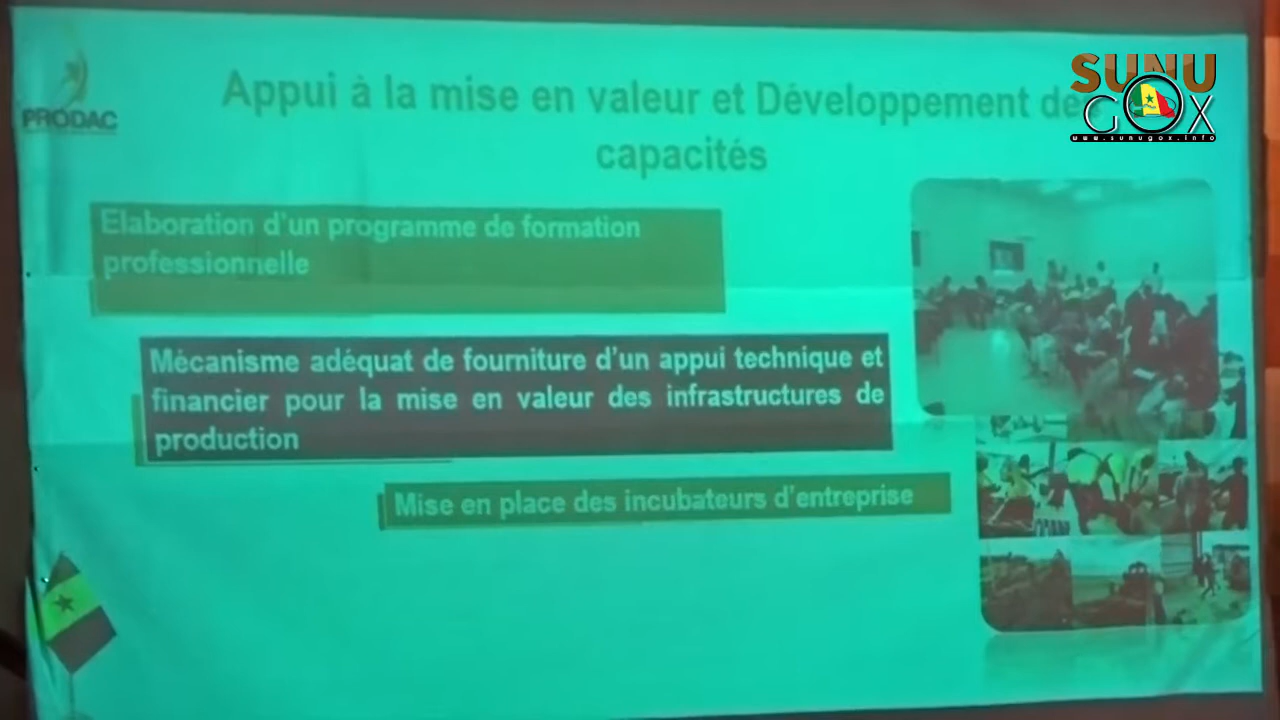 SUNU
GOX
www.sunugox.info
PRODAC
Appui à la mise en valeur et Développement de
capacités
Elaboration d'un programme de formation
professionnelle
Mécanisme adéquat de fourniture d'un appui technique et
financier pour la mise en valeur des infrastructures de
production
Mise en place des incubateurs d'entreprise